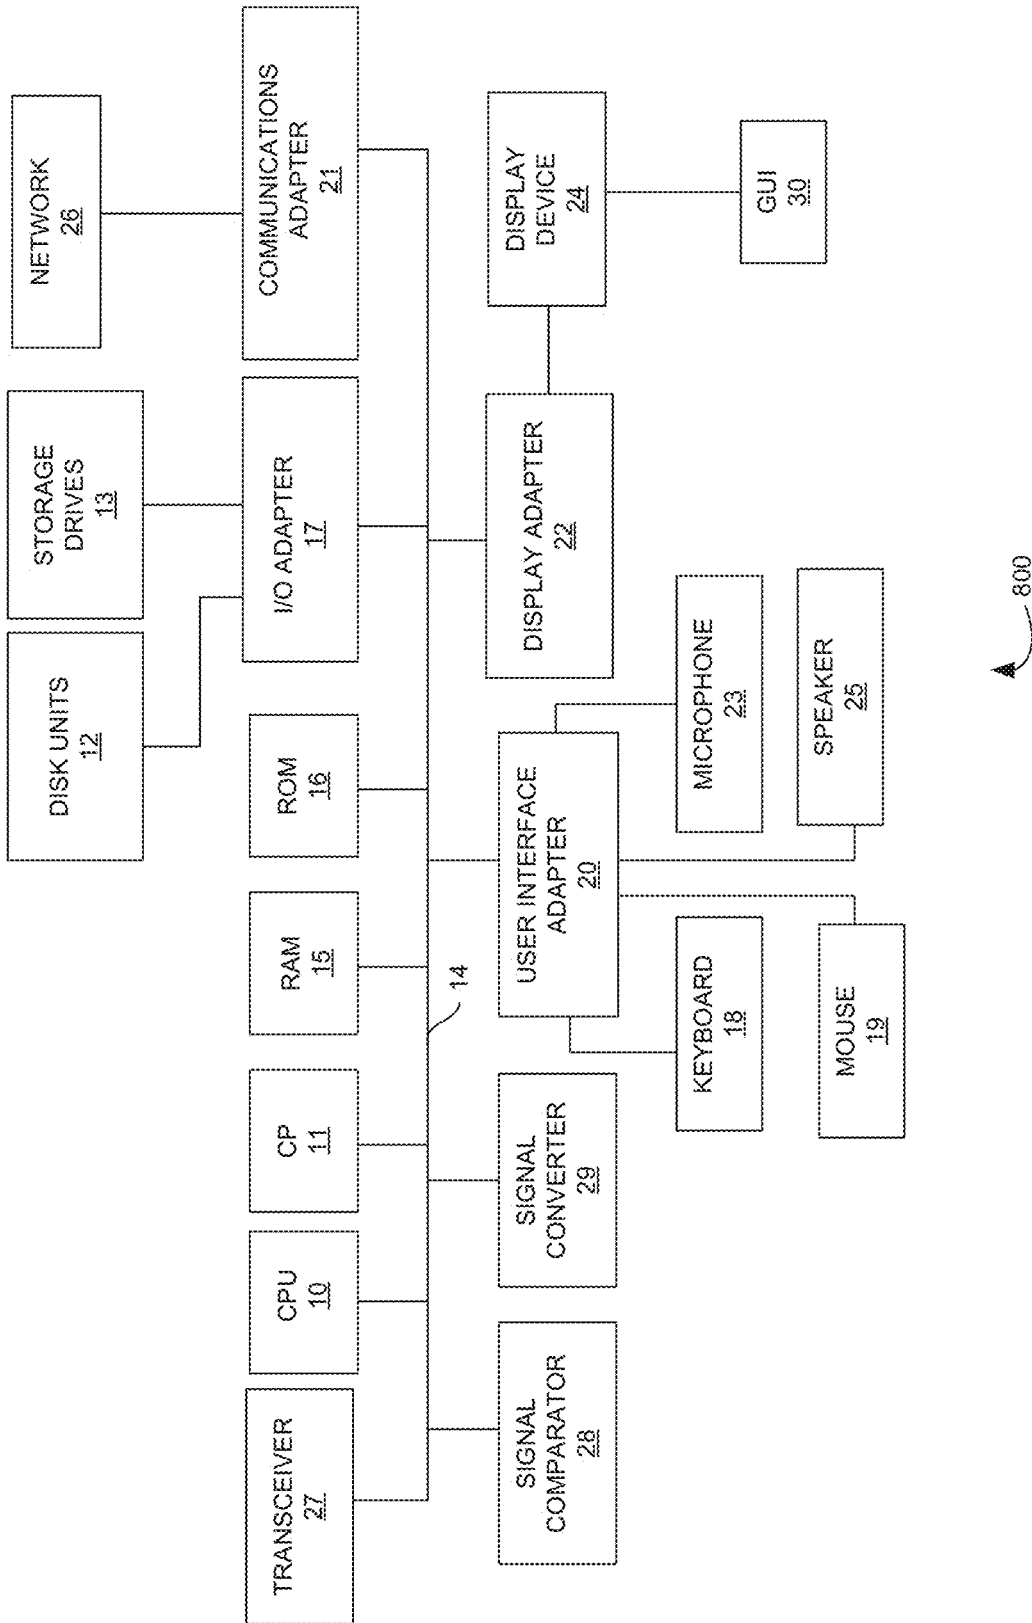 NETWORK
26
STORAGE
DRIVES
13
DISK UNITS
12
COMMUNICATIONS
ADAPTER
21
I/O ADAPTER
17
ROM
16
RAM
15
CP
11
CPU
10
TRANSCEIVER
27
14
DISPLAY
DEVICE
24
DISPLAY ADAPTER
22
USER INTERFACE
ADAPTER
20
SIGNAL
CONVERTER
29
SIGNAL
COMPARATOR
28
GUI
30
MICROPHONE
23
KEYBOARD
18
SPEAKER
25
MOUSE
19
800